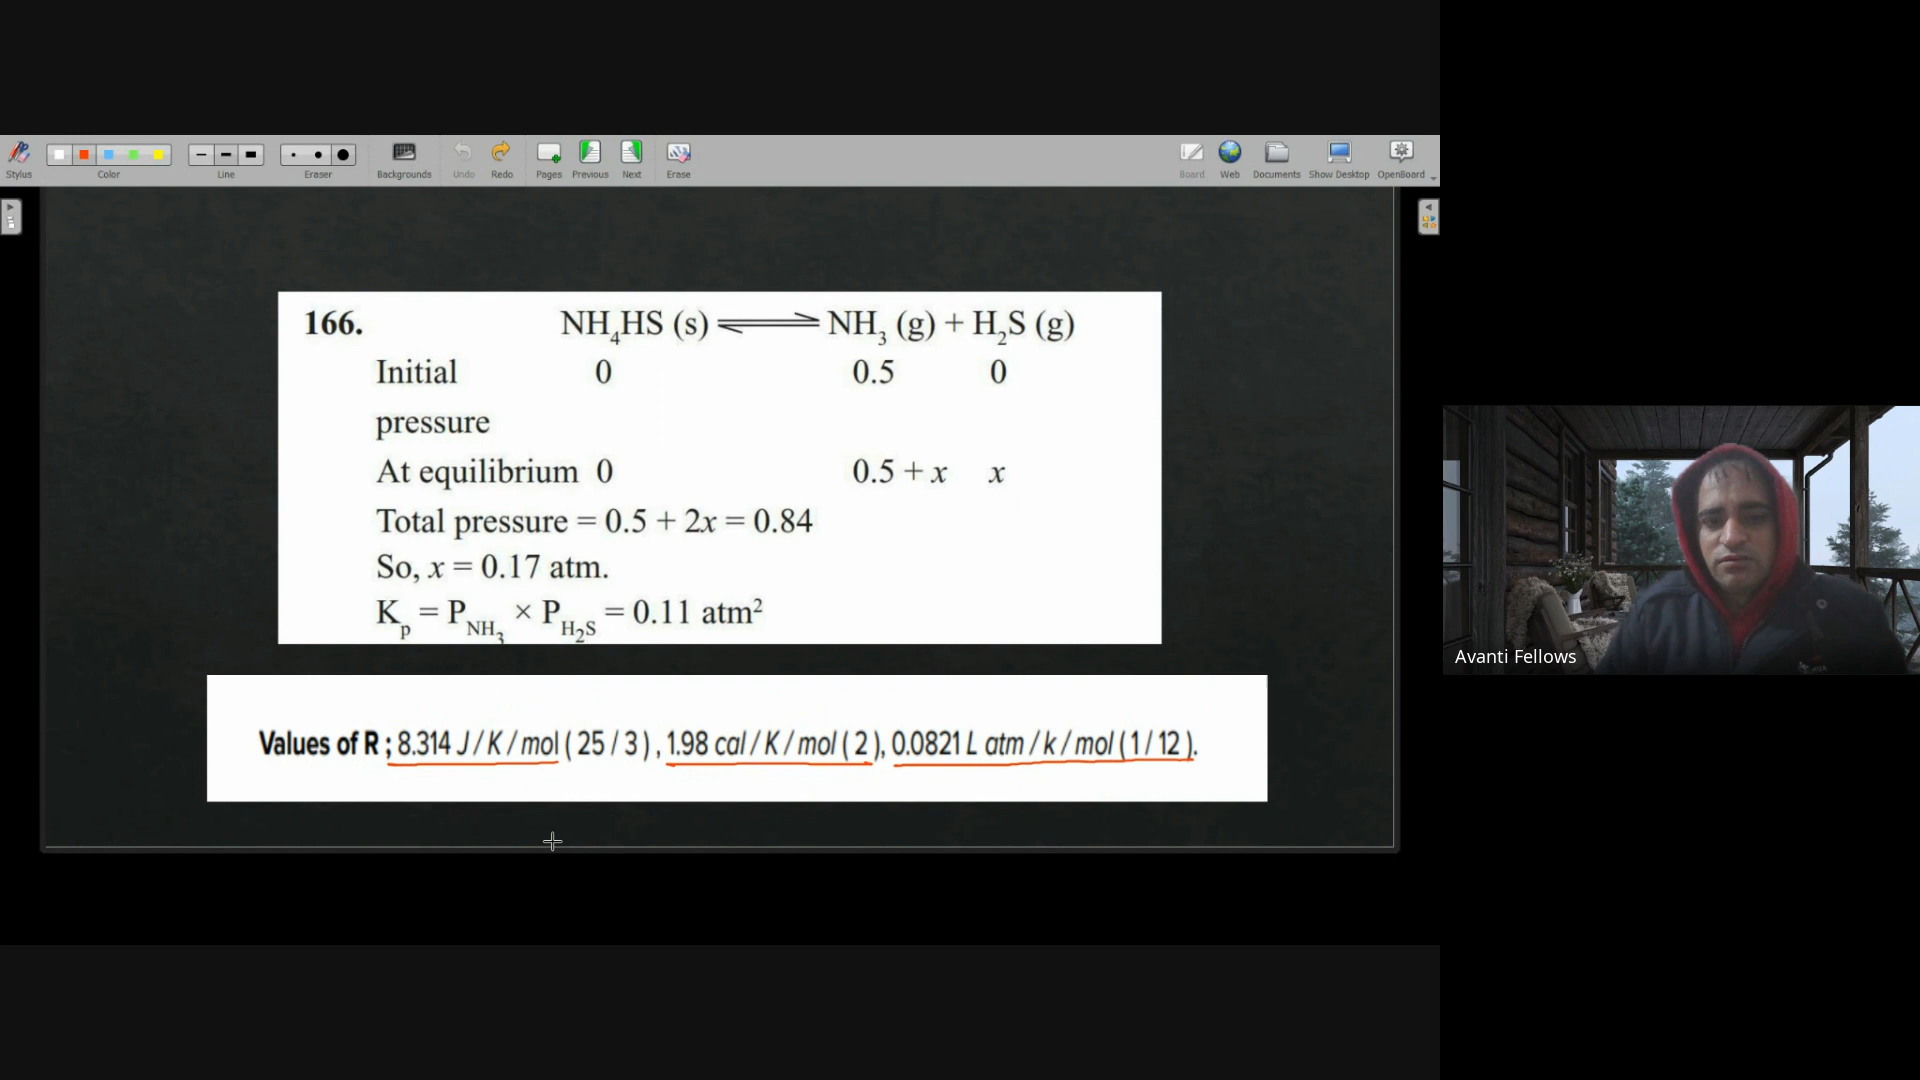 Stylus Color Line Eraser Backgrounds Undo Redo Pages Previous Next Erase Board Web Documents Show Desktop OpenBoard
166. NH₄HS (s) ⇌ NH₃ (g) + H₂S (g)
Initial 0 0.5 0
pressure
At equilibrium 0 0.5 + x x
Total pressure = 0.5 + 2x = 0.84
So, x = 0.17 atm.
Kₚ = P_NH₃ × P_H₂S = 0.11 atm²
Values of R ; 8.314 J / K / mol ( 25 / 3 ) , 1.98 cal / K / mol ( 2 ), 0.0821 L atm / k / mol ( 1 / 12 ).
Avanti Fellows